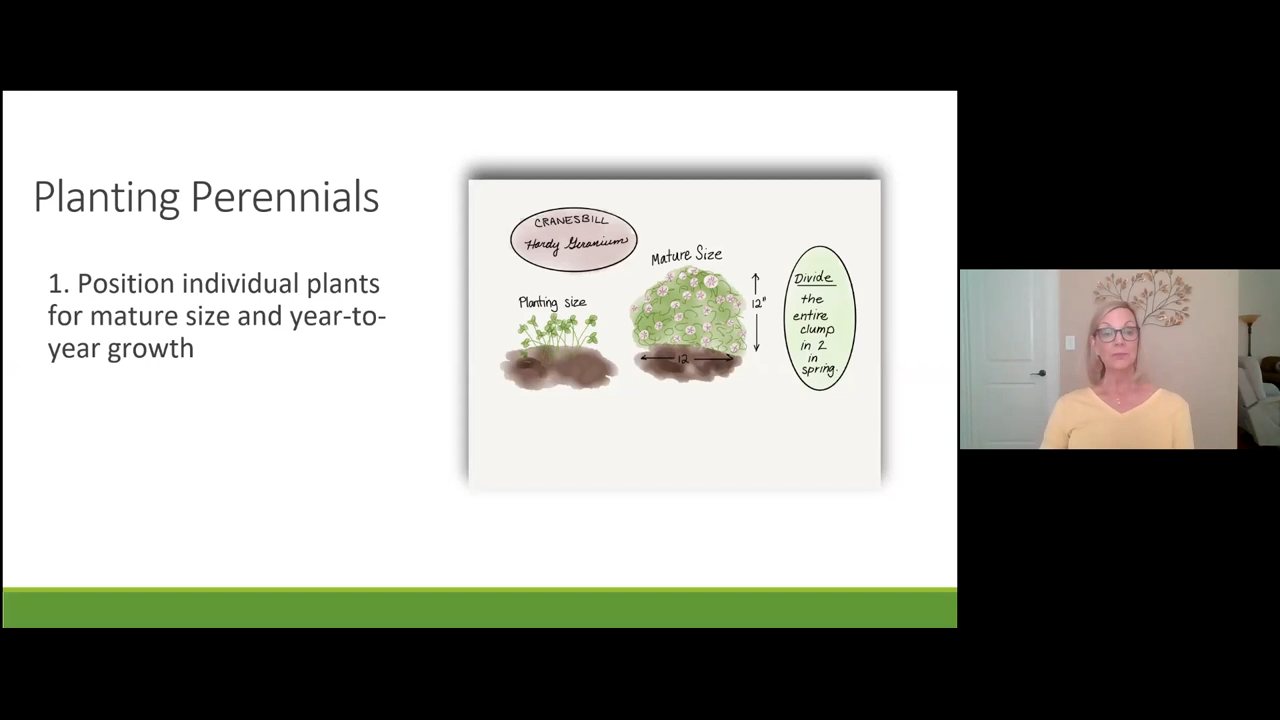 Planting Perennials
1. Position individual plants
for mature size and year-to-
year growth
CRANESBILL
Hardy Geranium
Planting size
Mature Size
12"
12
Divide
the
entire
clump
in 2
in
spring.